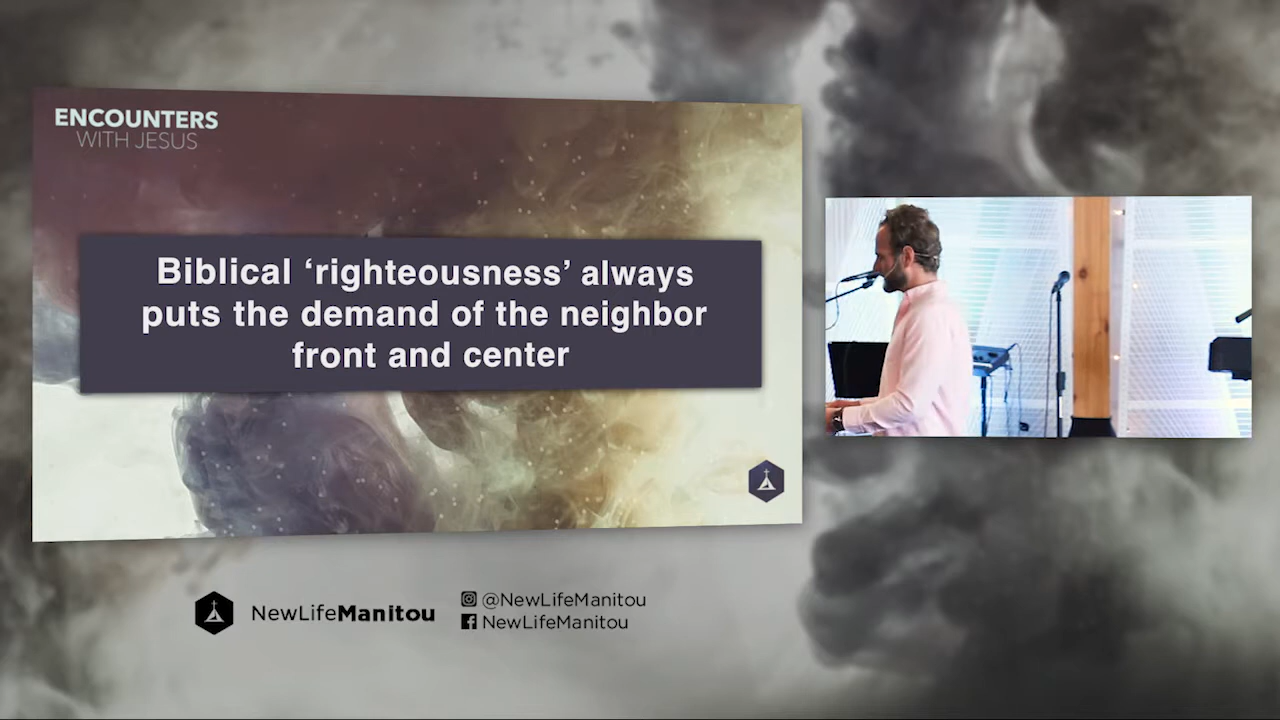 ENCOUNTERS
WITH JESUS
Biblical ‘righteousness’ always
puts the demand of the neighbor
front and center
NewLifeManitou
@NewLifeManitou
NewLifeManitou